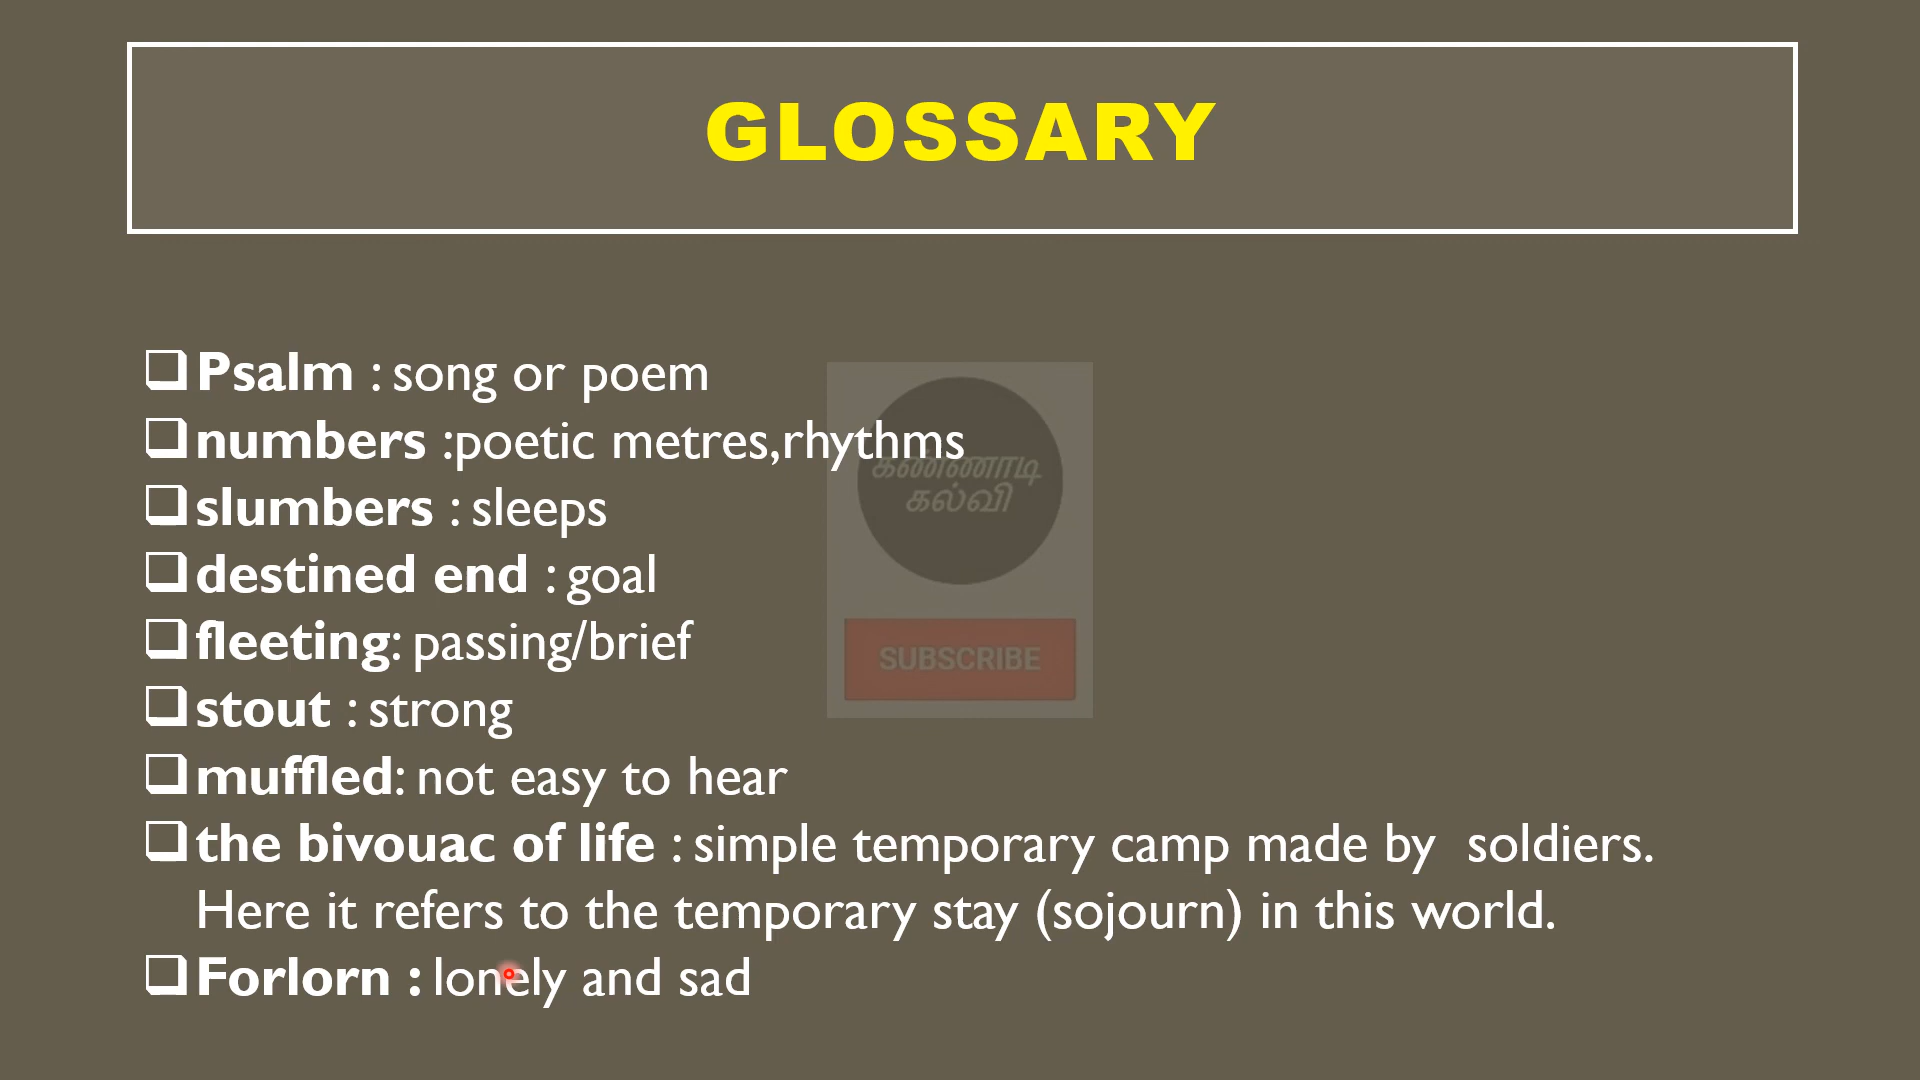 GLOSSARY
❑Psalm : song or poem
❑numbers :poetic metres,rhythms
கண்ணாடி
கல்வி
❑slumbers : sleeps
❑destined end : goal
❑fleeting: passing/brief
SUBSCRIBE
❑stout : strong
❑muffled: not easy to hear
❑the bivouac of life : simple temporary camp made by  soldiers.
Here it refers to the temporary stay (sojourn) in this world.
❑Forlorn : lonely and sad